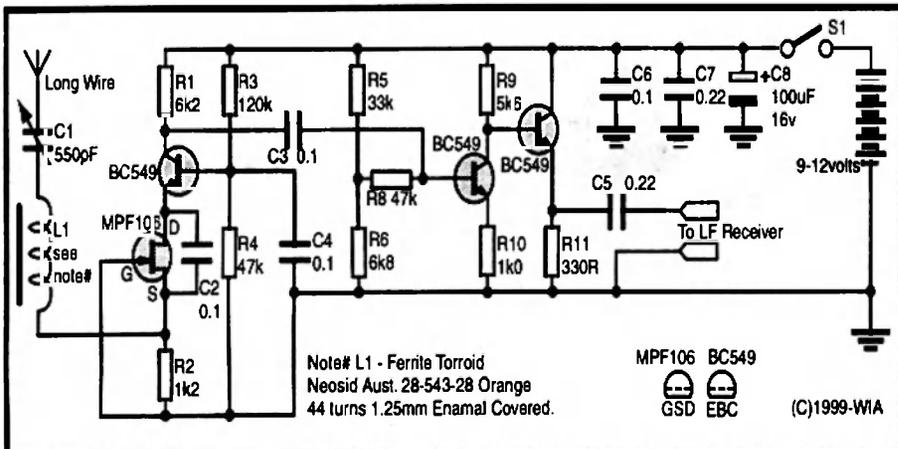 S1
Long Wire
C1
550pF
R1
6k2
R3
120k
R5
33k
R9
5k6
C6
0.1
C7
0.22
+C8
100uF
16v
9-12volts
C3 0.1
BC549
BC549
BC549
R8 47k
C5 0.22
To LF Receiver
L1
see
note#
MPF106 D
G
S
C2
0.1
R4
47k
C4
0.1
R6
6k8
R10
1k0
R11
330R
R2
1k2
Note# L1 - Ferrite Torroid
Neosid Aust. 28-543-28 Orange
44 turns 1.25mm Enamal Covered.
MPF106 BC549
GSD EBC
(C)1999-WIA